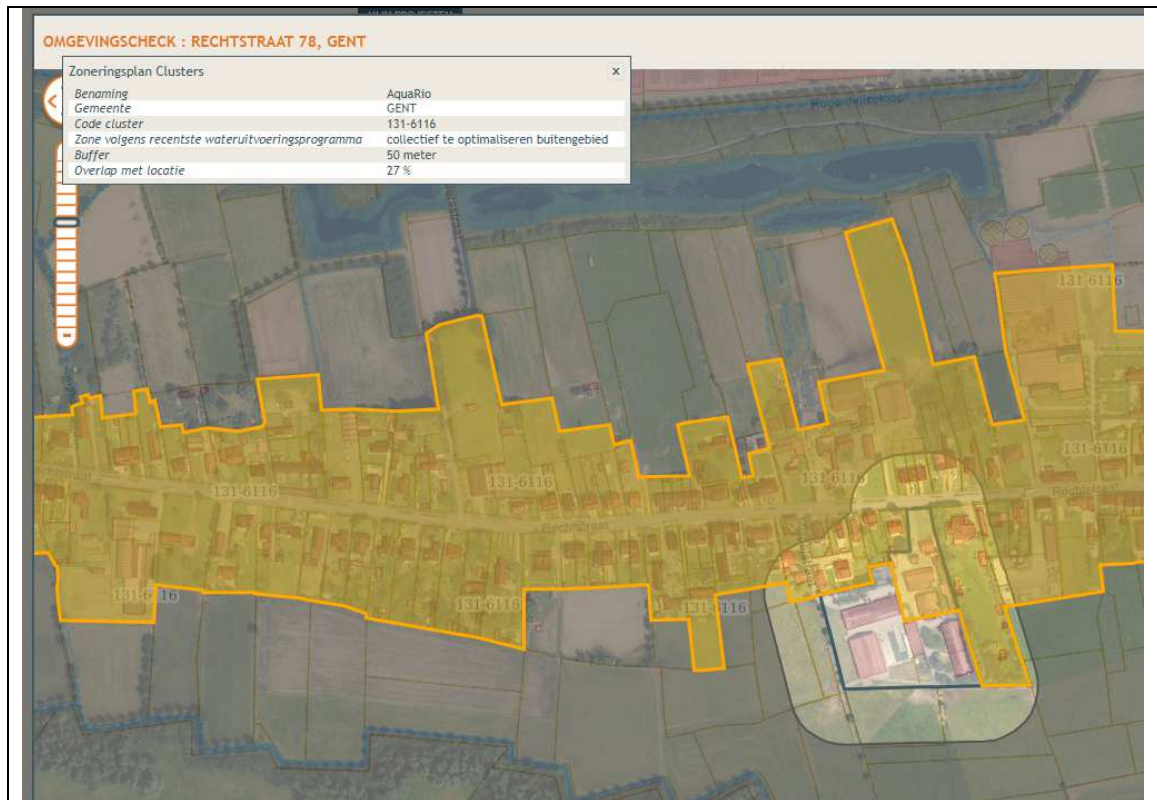 MIJN PROJECTEN
OMGEVINGSCHECK : RECHTSTRAAT 78, GENT
Zoneringsplan Clusters x
Benaming AquaRio
Gemeente GENT
Code cluster 131-6116
Zone volgens recentste wateruitvoeringsprogramma collectief te optimaliseren buitengebied
Buffer 50 meter
Overlap met locatie 27 %
131-6116
131-6116
131-6116
131-6116
131-6116
Rechtstraat
Rechtstraat
131-6116
131-6116
131-6116